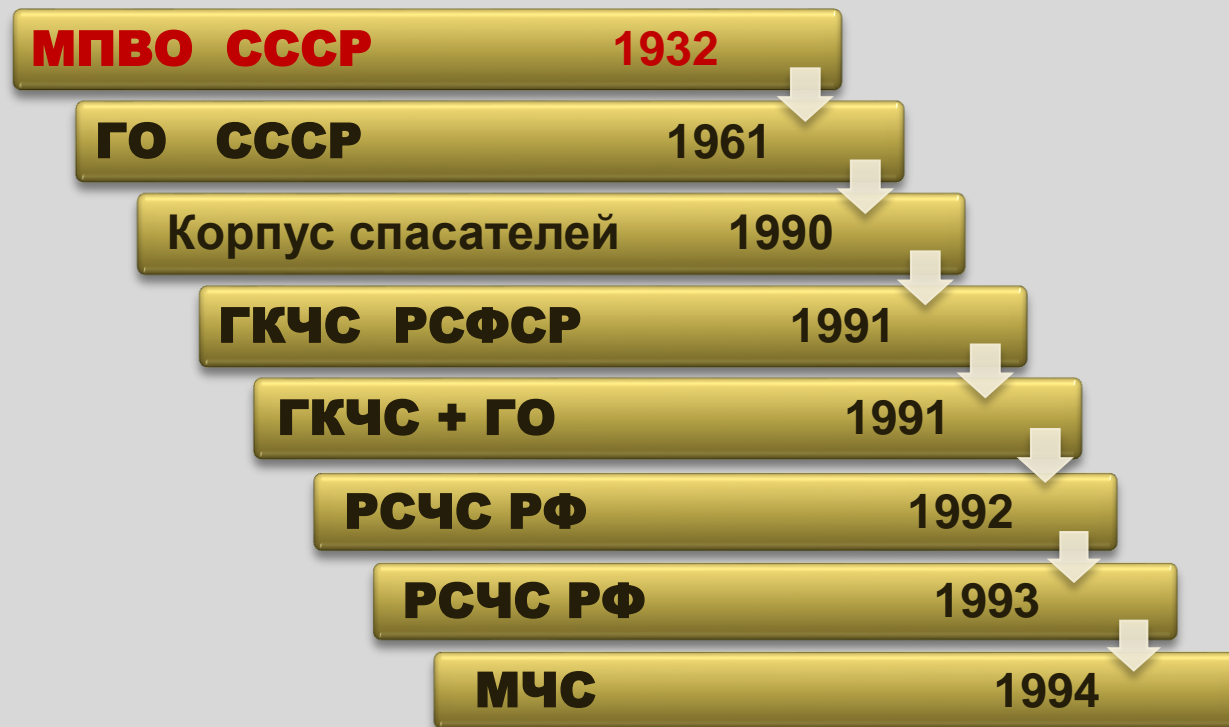 МПВО СССР 1932
ГО СССР 1961
Корпус спасателей 1990
ГКЧС РСФСР 1991
ГКЧС + ГО 1991
РСЧС РФ 1992
РСЧС РФ 1993
МЧС 1994